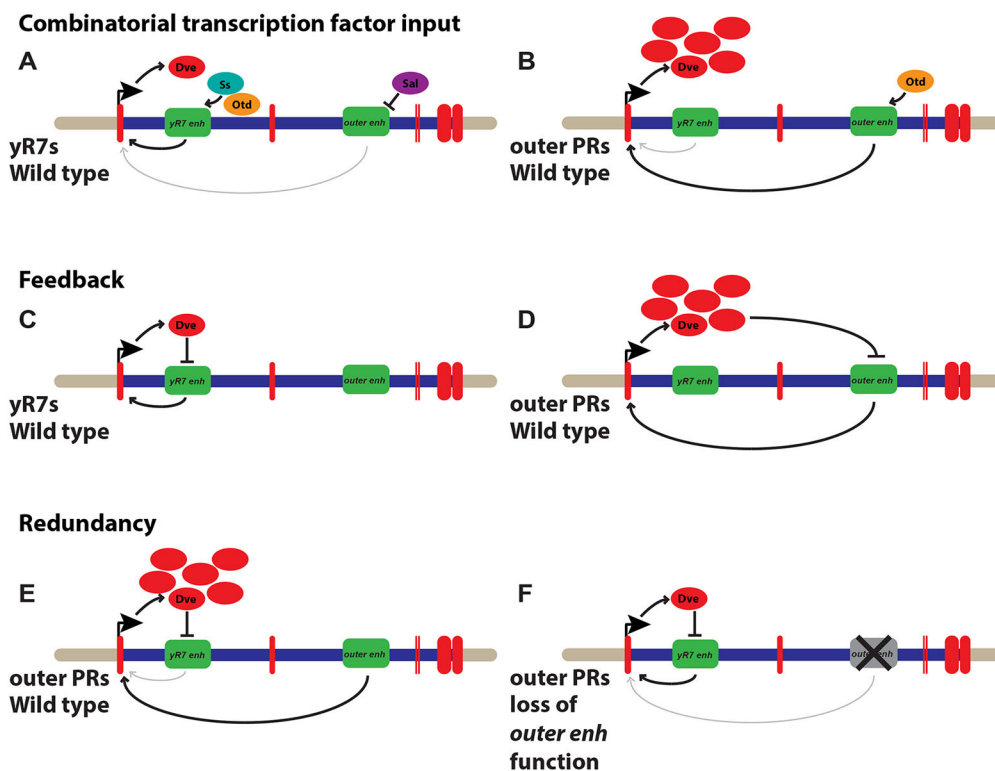 Combinatorial transcription factor input
A
Dve
Ss
Otd
Sal
yR7 enh
outer enh
yR7s
Wild type
B
Dve
Otd
yR7 enh
outer enh
outer PRs
Wild type
Feedback
C
Dve
yR7 enh
outer enh
yR7s
Wild type
D
Dve
yR7 enh
outer enh
outer PRs
Wild type
Redundancy
E
Dve
yR7 enh
outer enh
outer PRs
Wild type
F
Dve
yR7 enh
outer enh
outer PRs
loss of
outer enh
function